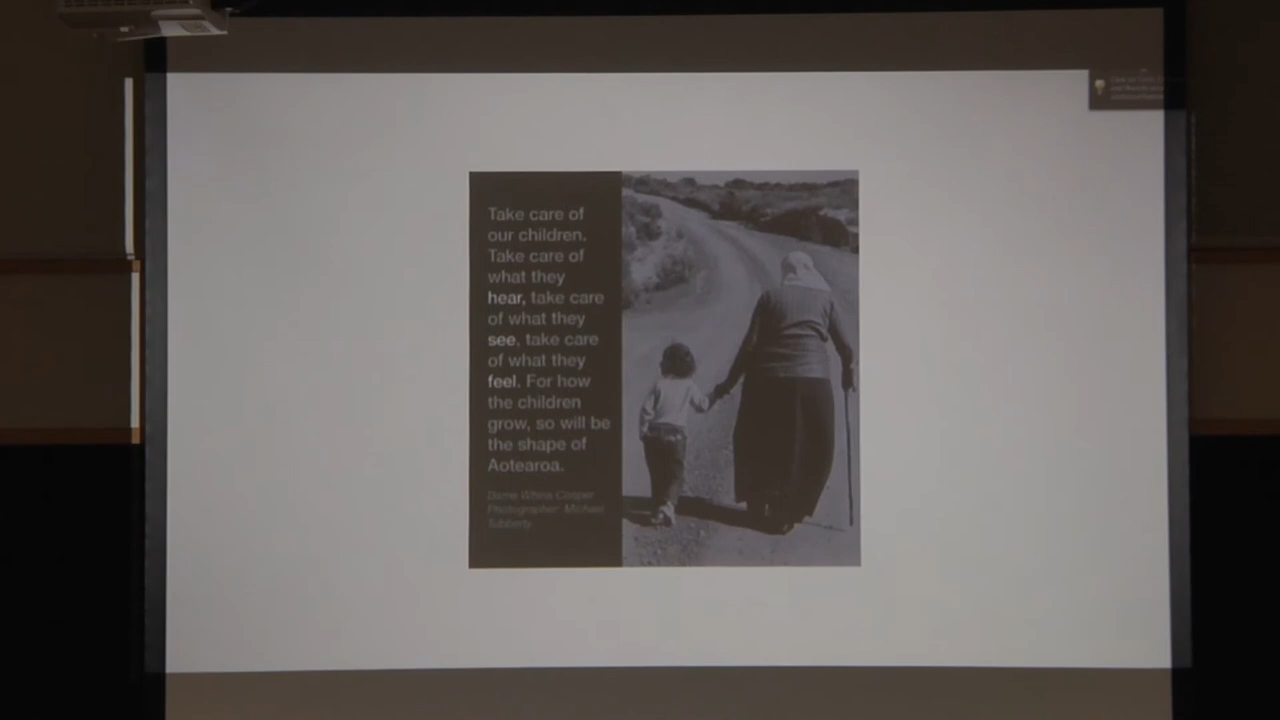 Take care of
our children.
Take care of
what they
hear, take care
of what they
see, take care
of what they
feel. For how
the children
grow, so will be
the shape of
Aotearoa.
Dame Whina Cooper
Photographer Michael
Tubberty